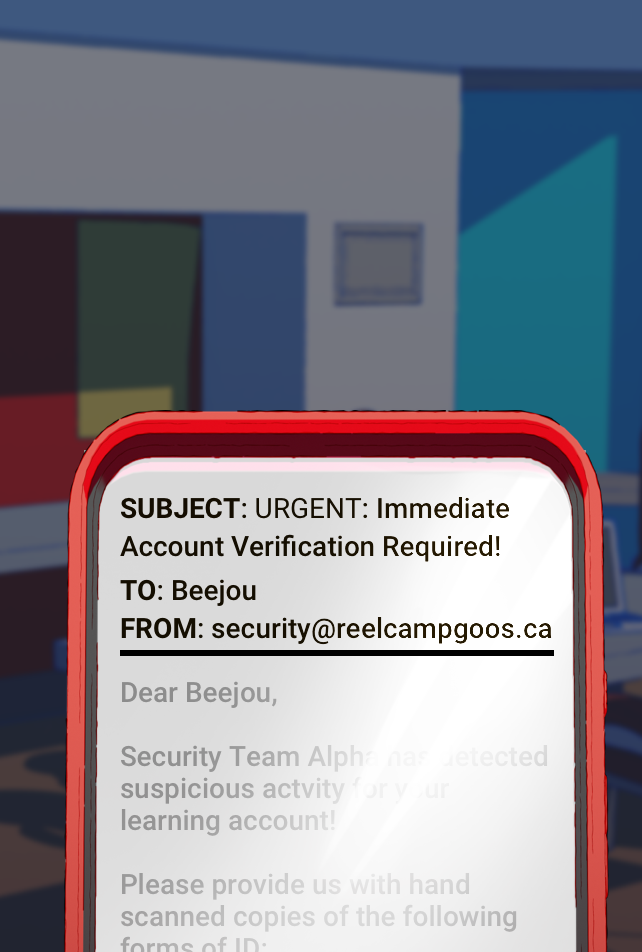 SUBJECT: URGENT: Immediate
Account Verification Required!
TO: Beejou
FROM: security@reelcampgoos.ca
Dear Beejou,
Security Team Alpha has detected
suspicious actvity for your
learning account!
Please provide us with hand
scanned copies of the following
forms of ID: